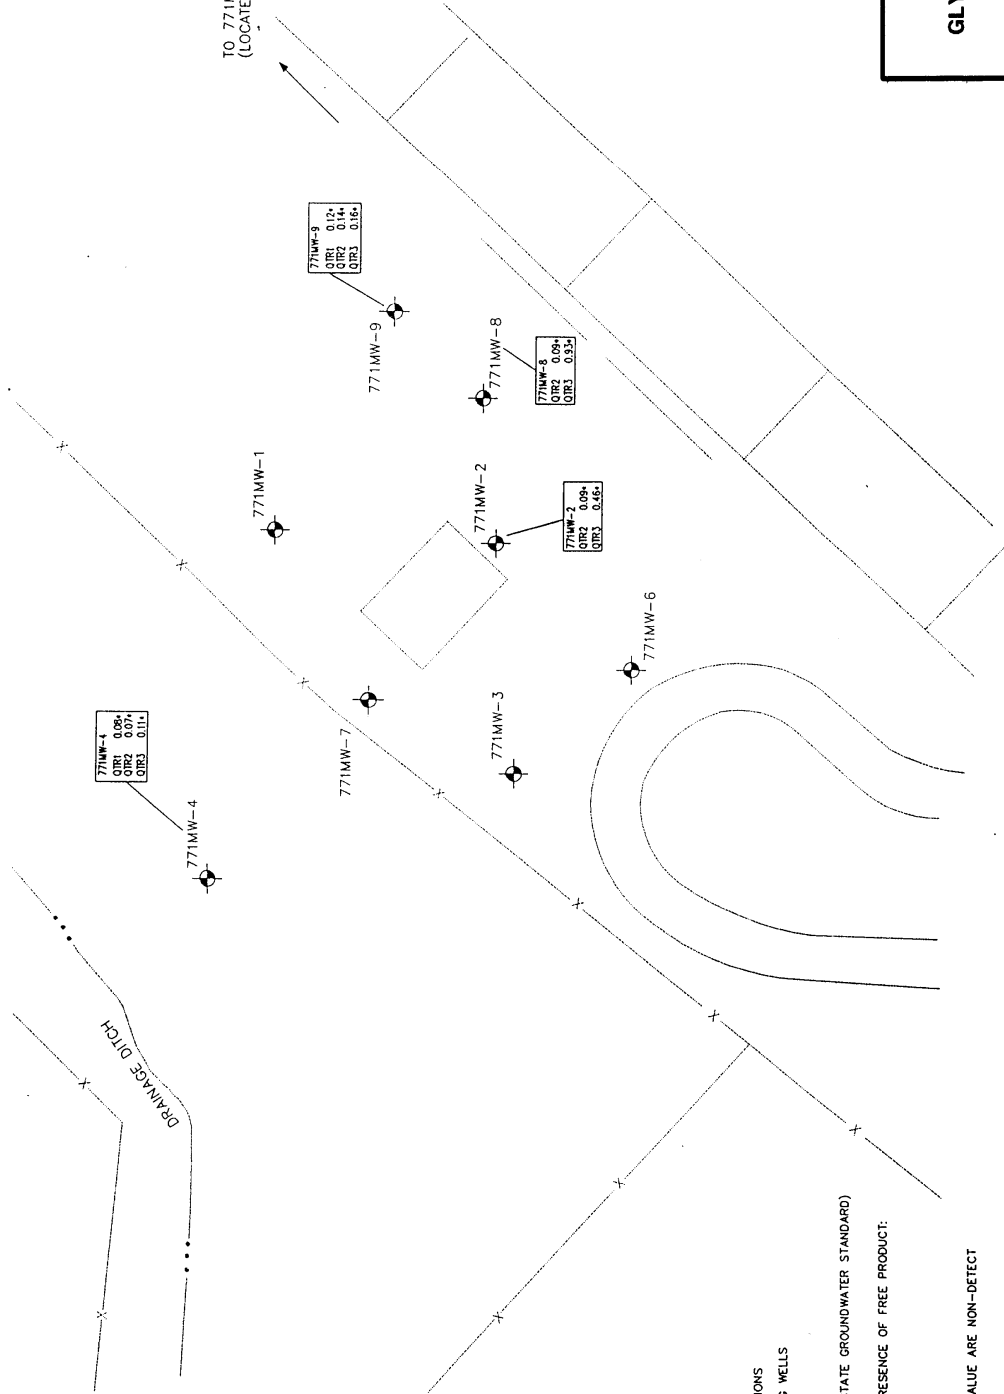 TO 771
(LOCATE
GLY
771MW-9
QTR1 0.12*
QTR2 0.14*
QTR3 0.16*
771MW-9
771MW-8
771MW-8
QTR2 0.09*
QTR3 0.93*
771MW-1
771MW-2
771MW-2
QTR2 0.09*
QTR3 0.46*
771MW-6
771MW-7
771MW-3
771MW-4
QTR1 0.08*
QTR2 0.07*
QTR3 0.11*
771MW-4
DRAINAGE DITCH
X
X
X
X
X
X
X
X
X
X
X
IONS
WELLS
TATE GROUNDWATER STANDARD)
RESENCE OF FREE PRODUCT:
ALUE ARE NON-DETECT